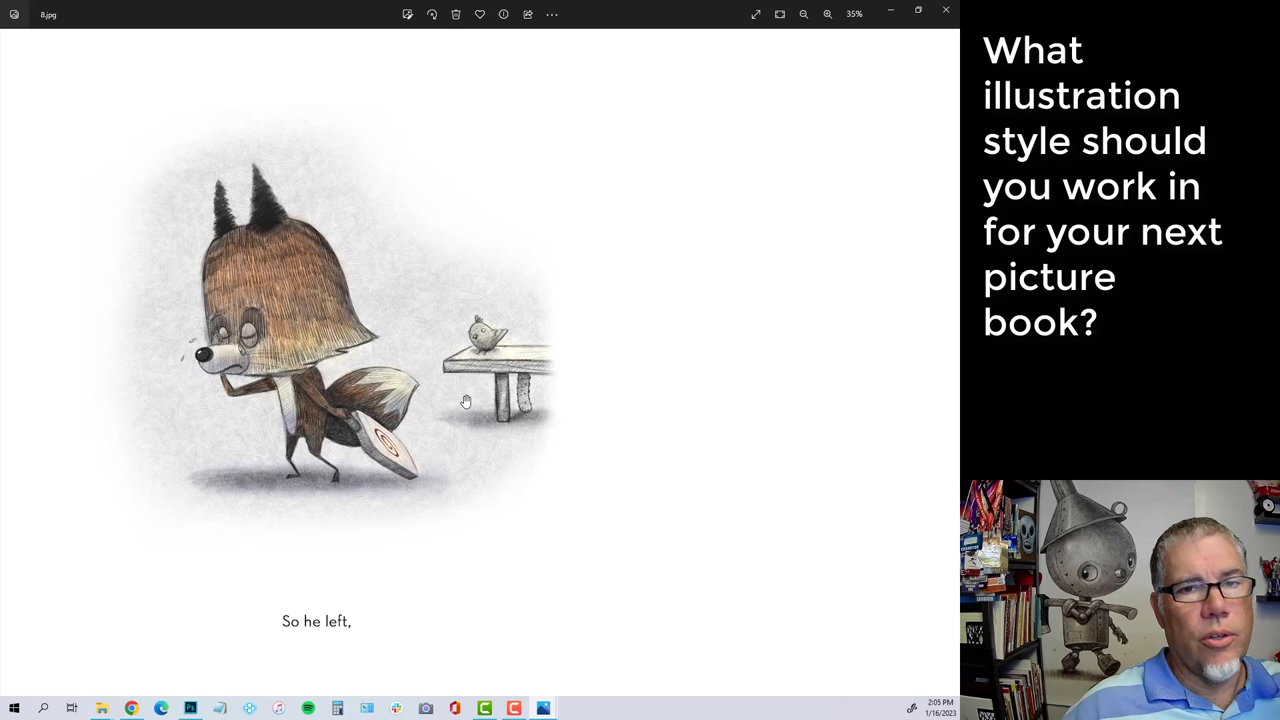 8.jpg
35%
What
illustration
style should
you work in
for your next
picture
book?
So he left,
2:05 PM
1/16/2023